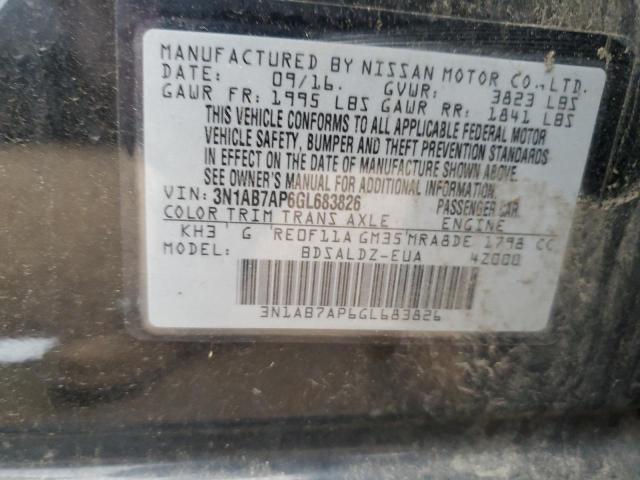 MANUFACTURED BY NISSAN MOTOR CO.,LTD.
DATE: 09/16. GVWR: 3823 LBS
GAWR FR: 1995 LBS GAWR RR: 1841 LBS
THIS VEHICLE CONFORMS TO ALL APPLICABLE FEDERAL MOTOR
VEHICLE SAFETY, BUMPER AND THEFT PREVENTION STANDARDS
IN EFFECT ON THE DATE OF MANUFACTURE SHOWN ABOVE.
SEE OWNER'S MANUAL FOR ADDITIONAL INFORMATION.
VIN: 3N1AB7AP6GL683826 PASSENGER CAR
COLOR TRIM TRANS AXLE ENGINE
KH3 G RE0F11A GM35 MRA8DE 1798 CC
MODEL: BDSALDZ-EUA 4Z000
3N1AB7AP6GL683826